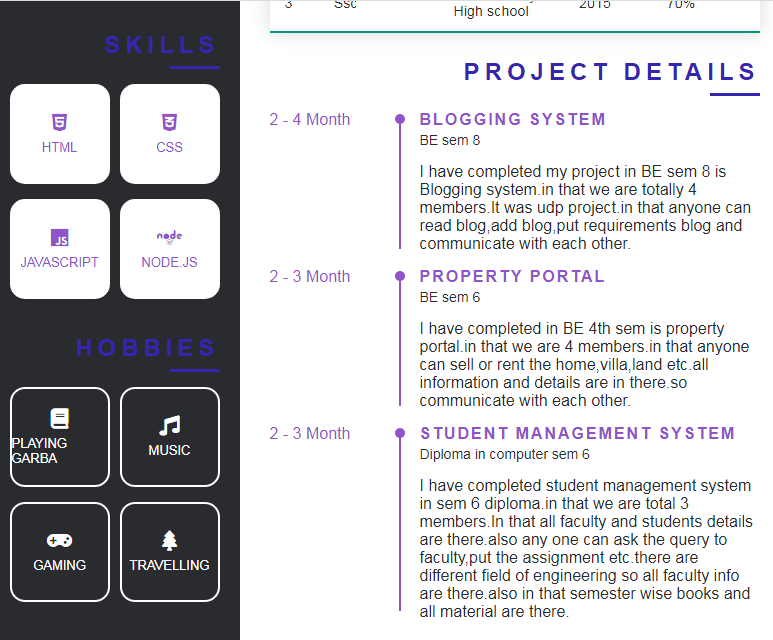 SKILLS
HTML
CSS
JAVASCRIPT
node
NODE.JS
HOBBIES
PLAYING
GARBA
MUSIC
GAMING
TRAVELLING
3 Ssc High school 2015 70%
PROJECT DETAILS
2 - 4 Month
BLOGGING SYSTEM
BE sem 8
I have completed my project in BE sem 8 is
Blogging system.in that we are totally 4
members.It was udp project.in that anyone can
read blog,add blog,put requirements blog and
communicate with each other.
2 - 3 Month
PROPERTY PORTAL
BE sem 6
I have completed in BE 4th sem is property
portal.in that we are 4 members.in that anyone
can sell or rent the home,villa,land etc.all
information and details are in there.so
communicate with each other.
2 - 3 Month
STUDENT MANAGEMENT SYSTEM
Diploma in computer sem 6
I have completed student management system
in sem 6 diploma.in that we are total 3
members.In that all faculty and students details
are there.also any one can ask the query to
faculty,put the assignment etc.there are
different field of engineering so all faculty info
are there.also in that semester wise books and
all material are there.